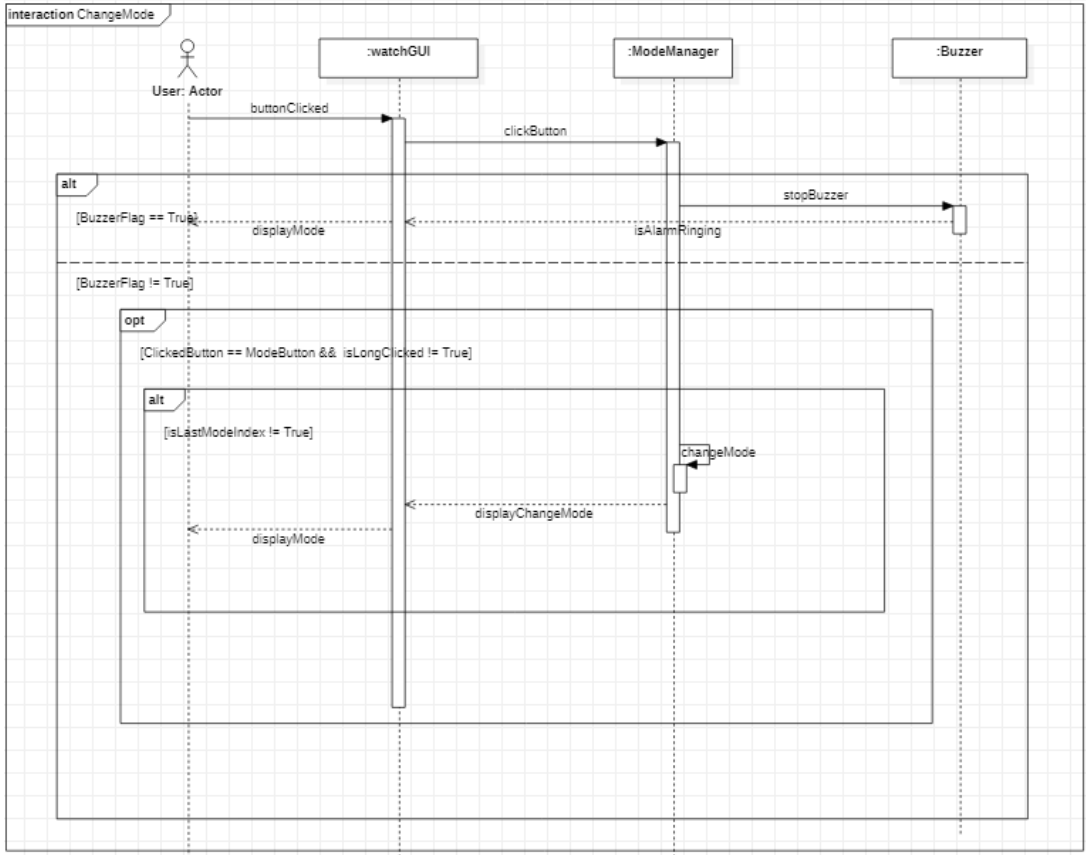 interaction ChangeMode
:watchGUI
:ModeManager
:Buzzer
User: Actor
buttonClicked
clickButton
alt
stopBuzzer
[BuzzerFlag == True]
displayMode
isAlarmRinging
[BuzzerFlag != True]
opt
[ClickedButton == ModeButton && isLongClicked != True]
alt
[isLastModeIndex != True]
changeMode
displayChangeMode
displayMode